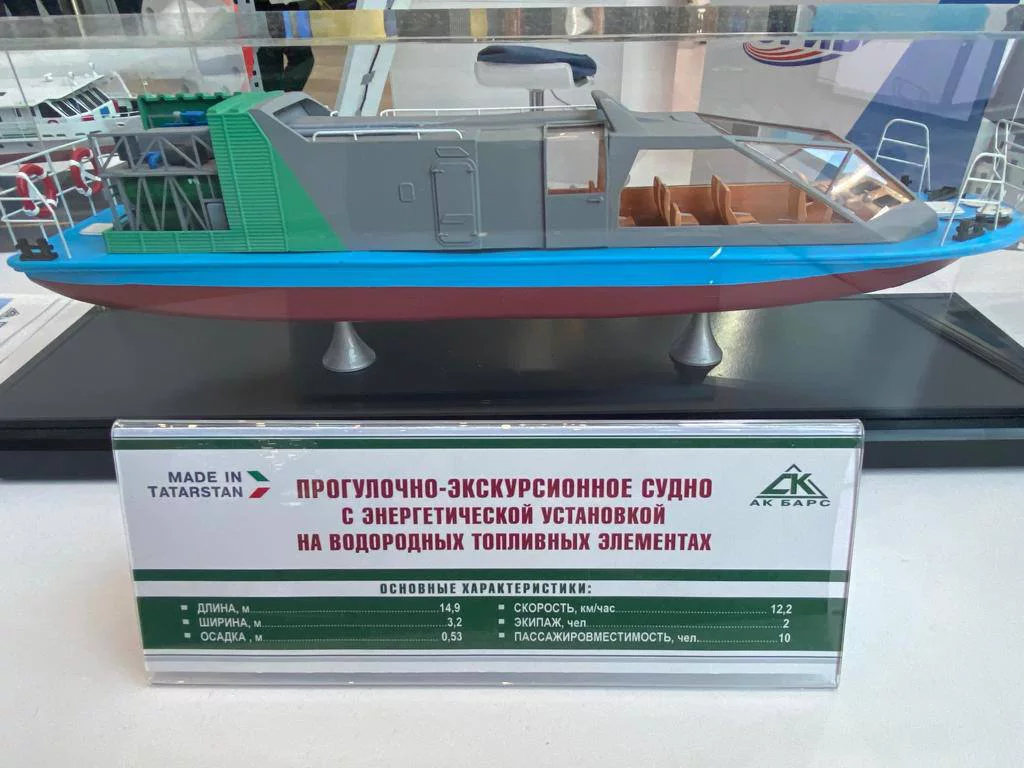 MADE IN
TATARSTAN
ПРОГУЛОЧНО-ЭКСКУРСИОННОЕ СУДНО
С ЭНЕРГЕТИЧЕСКОЙ УСТАНОВКОЙ
НА ВОДОРОДНЫХ ТОПЛИВНЫХ ЭЛЕМЕНТАХ
СК
АК БАРС
ОСНОВНЫЕ ХАРАКТЕРИСТИКИ:
ДЛИНА, м 14,9
ШИРИНА, м 3,2
ОСАДКА , м 0,53
СКОРОСТЬ, км/час 12,2
ЭКИПАЖ, чел 2
ПАССАЖИРОВМЕСТИМОСТЬ, чел. 10